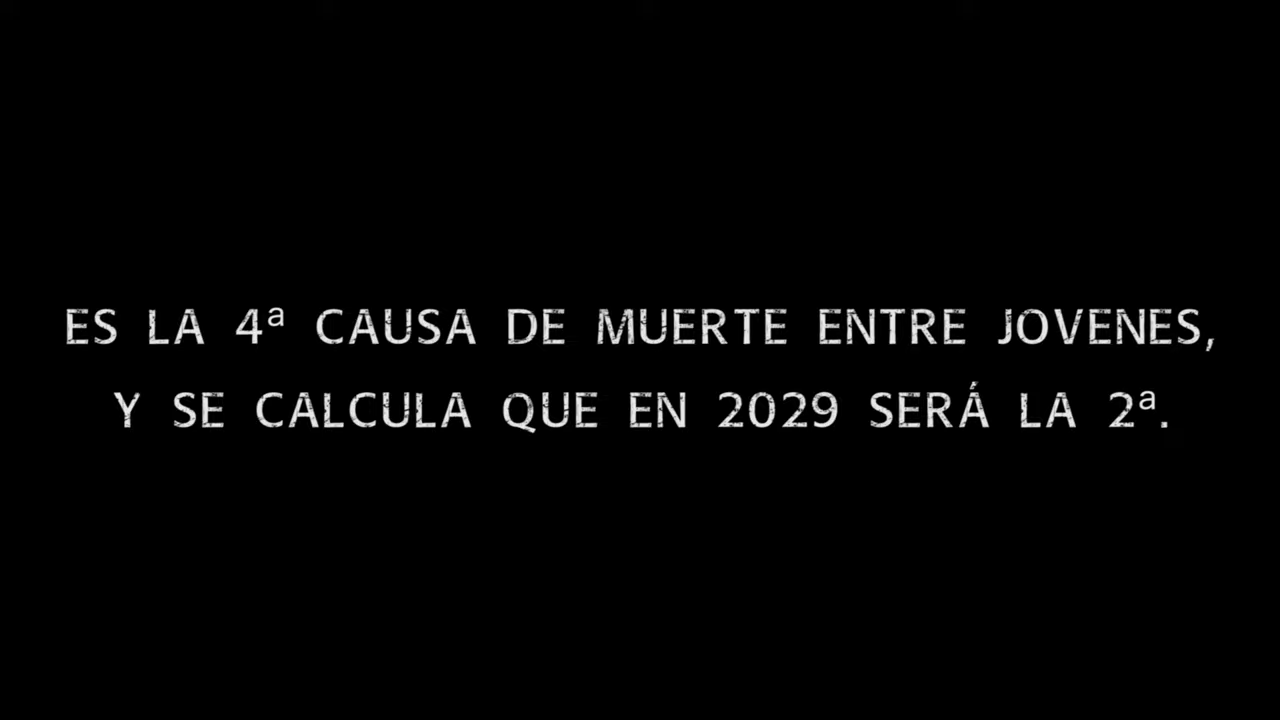 ES LA 4ª CAUSA DE MUERTE ENTRE JOVENES,
Y SE CALCULA QUE EN 2029 SERÁ LA 2ª.